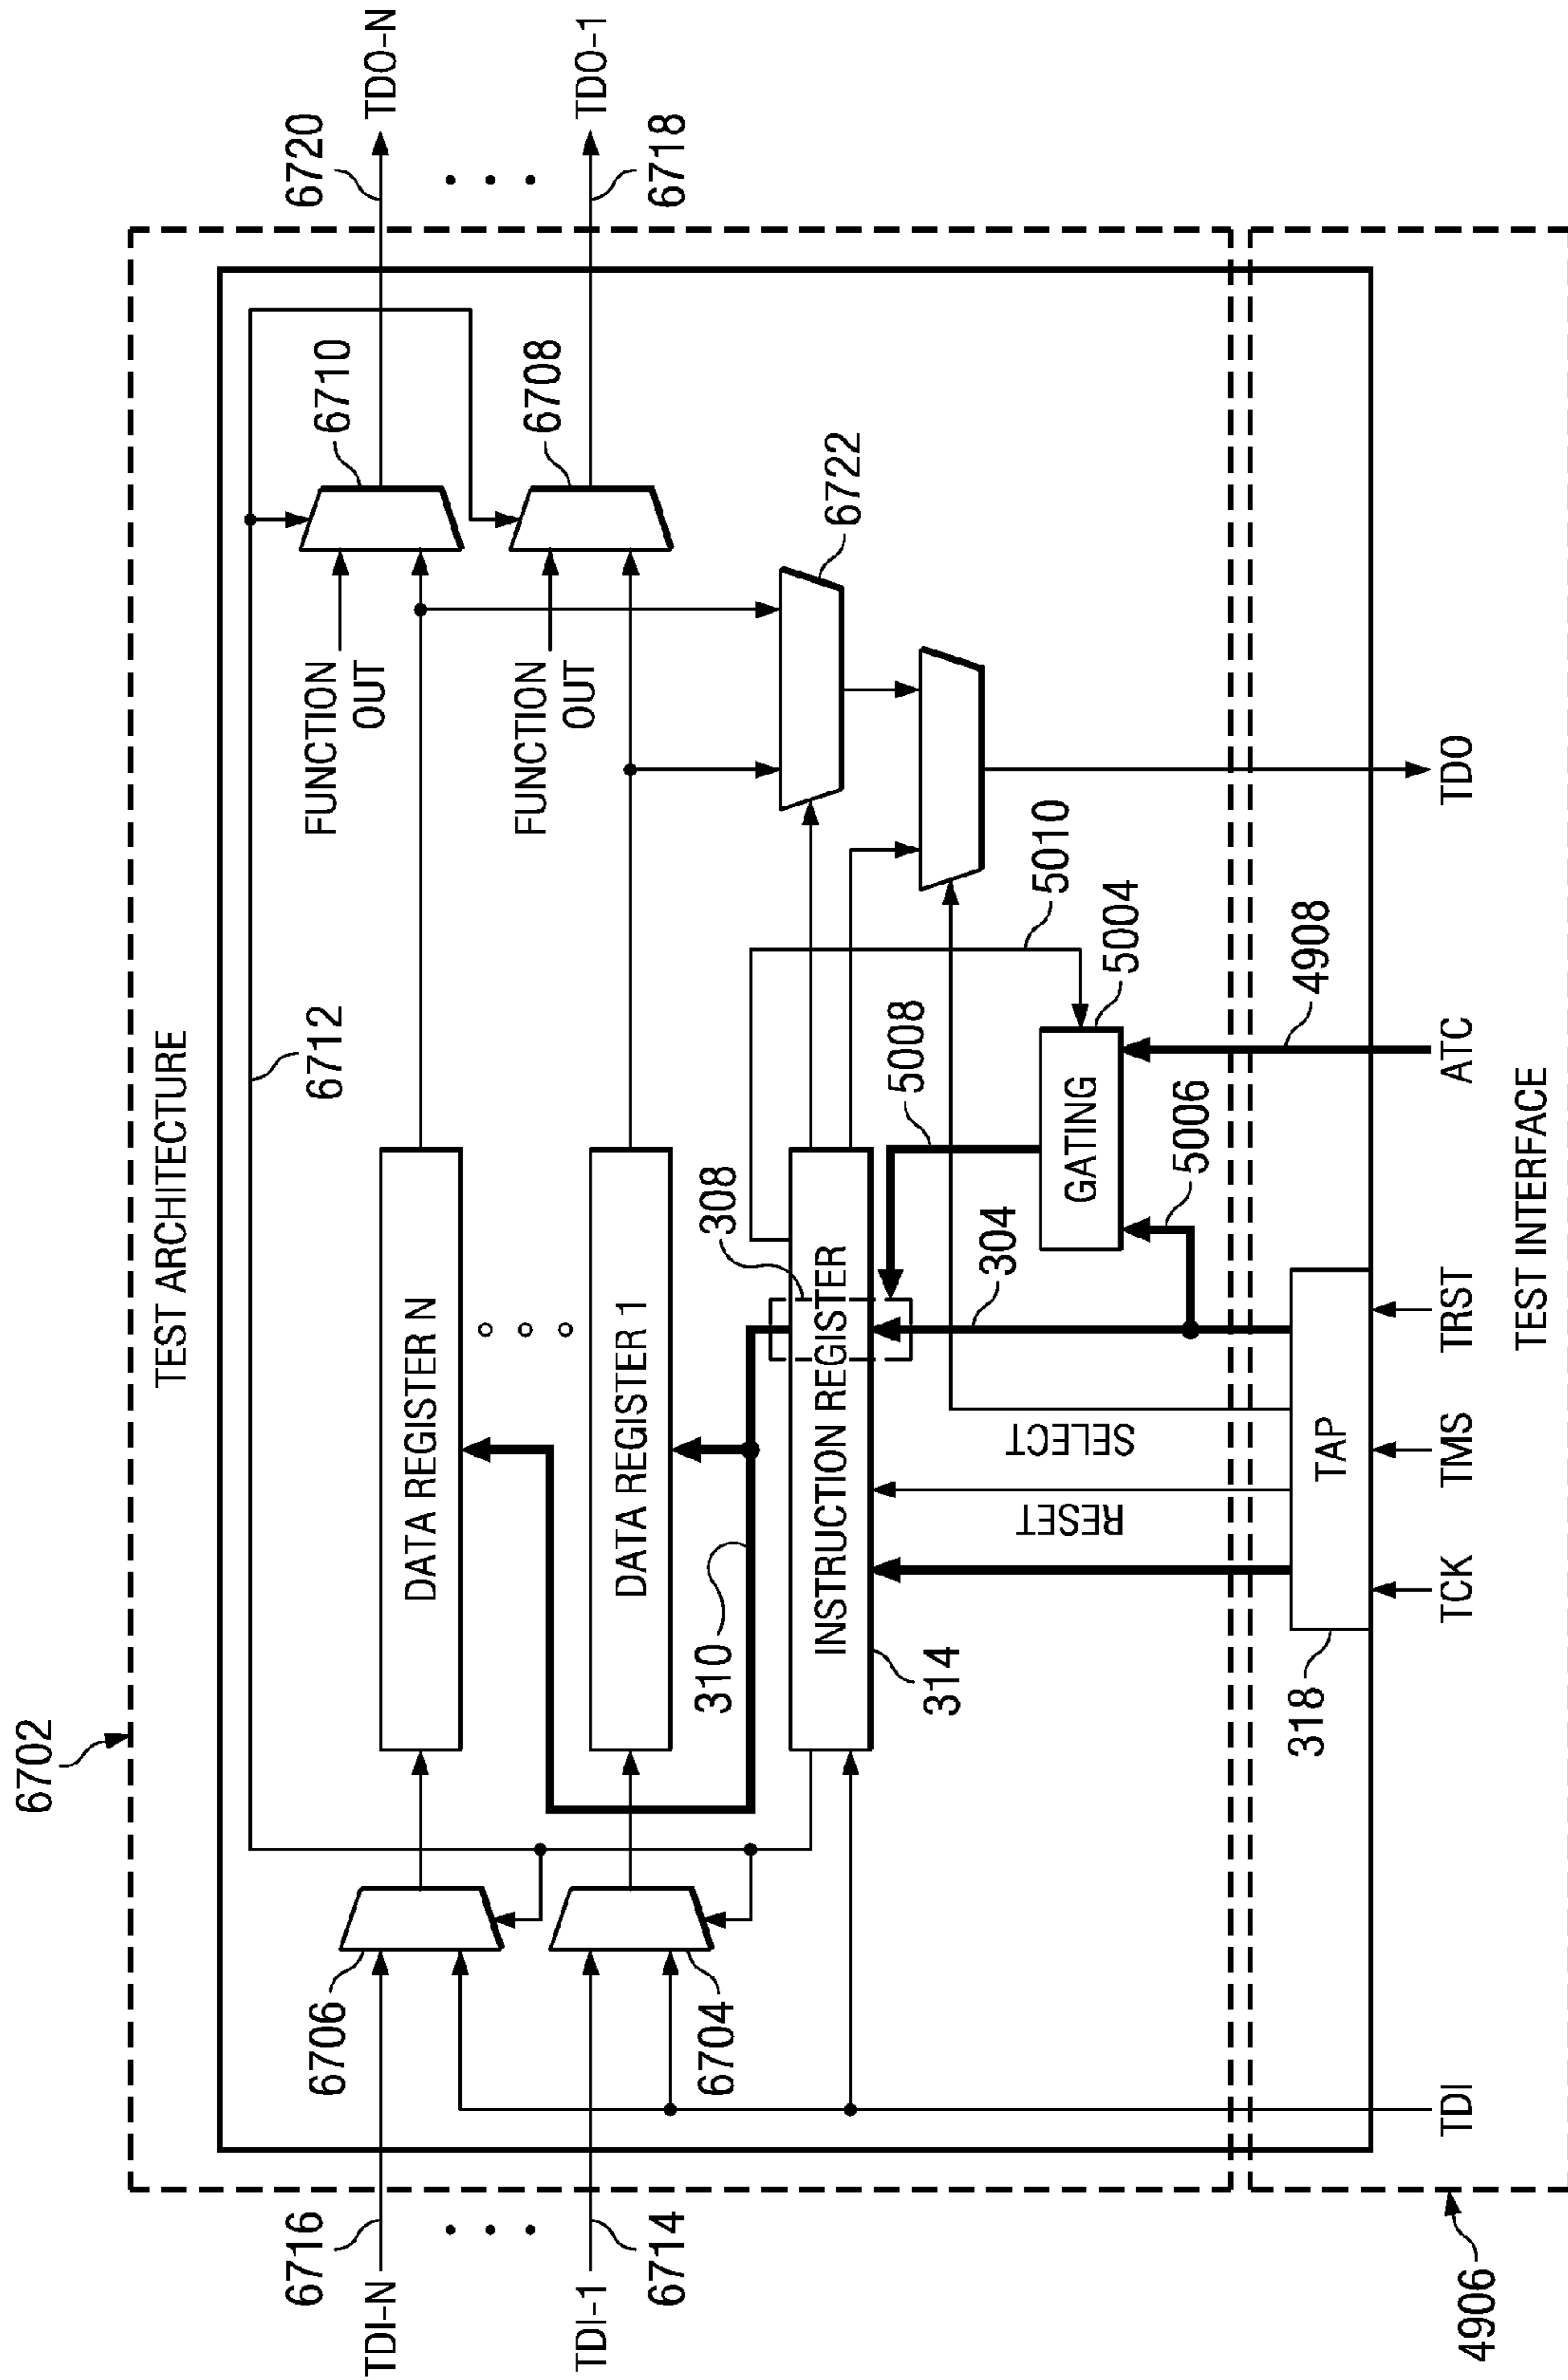 6702
TEST ARCHITECTURE
6716
TDI-N
6714
TDI-1
6706
6704
6712
DATA REGISTER N
DATA REGISTER 1
310
308
INSTRUCTION REGISTER
314
FUNCTION
OUT
FUNCTION
OUT
6710
6708
6720
TDO-N
6718
TDO-1
6722
5010
5008
5004
GATING
5006
304
4908
SELECT
RESET
318
TAP
TDI
TCK
TMS
TRST
ATC
TDO
TEST INTERFACE
4906